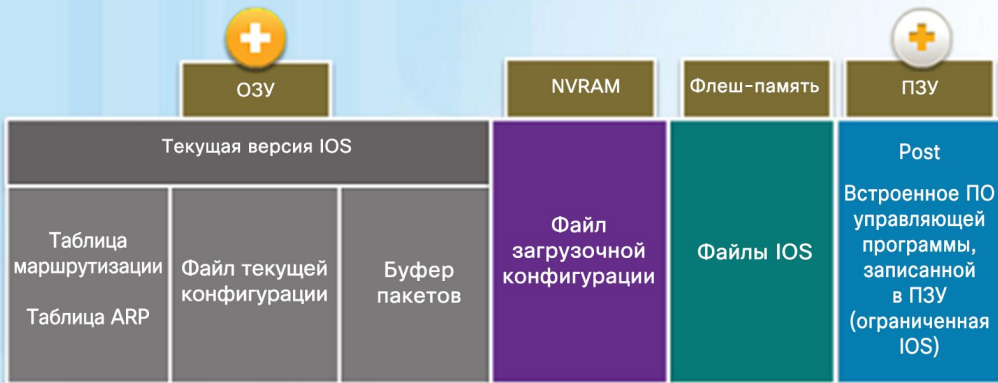 ОЗУ
NVRAM
Флеш-память
ПЗУ
Текущая версия IOS
Таблица
маршрутизации
Таблица ARP
Файл текущей
конфигурации
Буфер
пакетов
Файл
загрузочной
конфигурации
Файлы IOS
Post
Встроенное ПО
управляющей
программы,
записанной
в ПЗУ
(ограниченная
IOS)